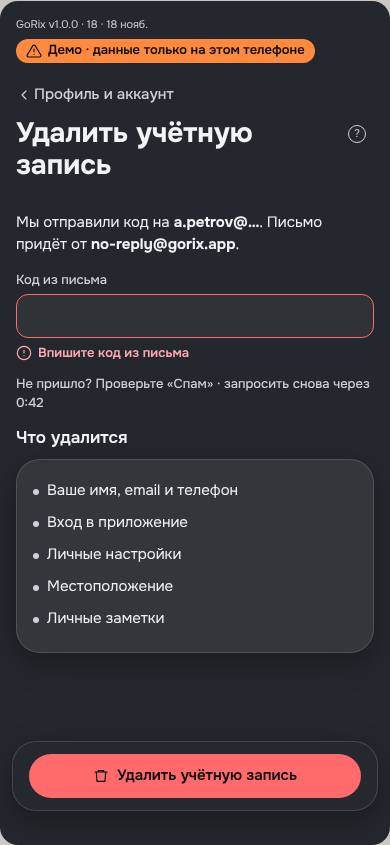 GoRix v1.0.0 · 18 · 18 нояб.
Демо · данные только на этом телефоне
Профиль и аккаунт
Удалить учётную
запись
?
Мы отправили код на a.petrov@.... Письмо
придёт от no-reply@gorix.app.
Код из письма
Впишите код из письма
Не пришло? Проверьте «Спам» · запросить снова через
0:42
Что удалится
Ваше имя, email и телефон
Вход в приложение
Личные настройки
Местоположение
Личные заметки
Удалить учётную запись